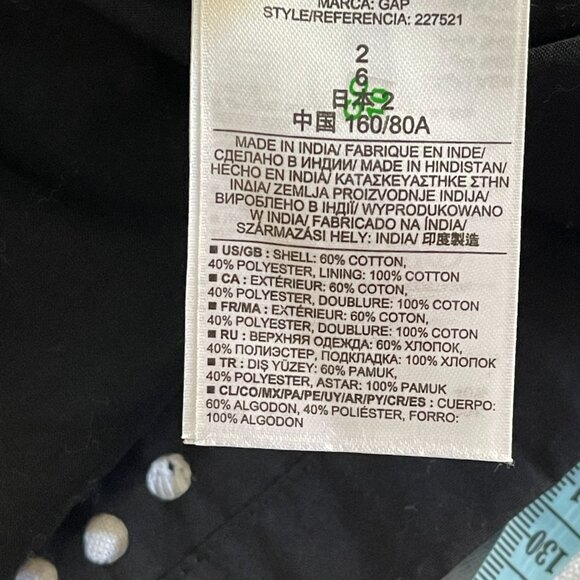 MARCA: GAP
STYLE/REFERENCIA: 227521
2
6
日本 2
中国 160/80A
MADE IN INDIA/ FABRIQUE EN INDE/
СДЕЛАНО В ИНДИИ/ MADE IN HINDISTAN/
HECHO EN INDIA/ ΚΑΤΑΣΚΕΥΑΣΤΗΚΕ ΣΤΗΝ
ΙΝΔΙΑ/ ZEMLJA PROIZVODNJE INDIJA/
ВИРОБЛЕНО В ІНДІЇ/ WYPRODUKOWANO
W INDIA/ FABRICADO NA ÍNDIA/
SZÁRMAZÁSI HELY: INDIA/ 印度製造
■ US/GB : SHELL: 60% COTTON,
40% POLYESTER, LINING: 100% COTTON
■ CA : EXTÉRIEUR: 60% COTON,
40% POLYESTER, DOUBLURE: 100% COTON
■ FR/MA : EXTÉRIEUR: 60% COTON,
40% POLYESTER, DOUBLURE: 100% COTON
■ RU : ВЕРХНЯЯ ОДЕЖДА: 60% ХЛОПОК,
40% ПОЛИЭСТЕР, ПОДКЛАДКА: 100% ХЛОПОК
■ TR : DIŞ YÜZEY: 60% PAMUK,
40% POLYESTER, ASTAR: 100% PAMUK
■ CL/CO/MX/PA/PE/UY/AR/PY/CR/ES : CUERPO:
60% ALGODON, 40% POLIÉSTER, FORRO:
100% ALGODON
130